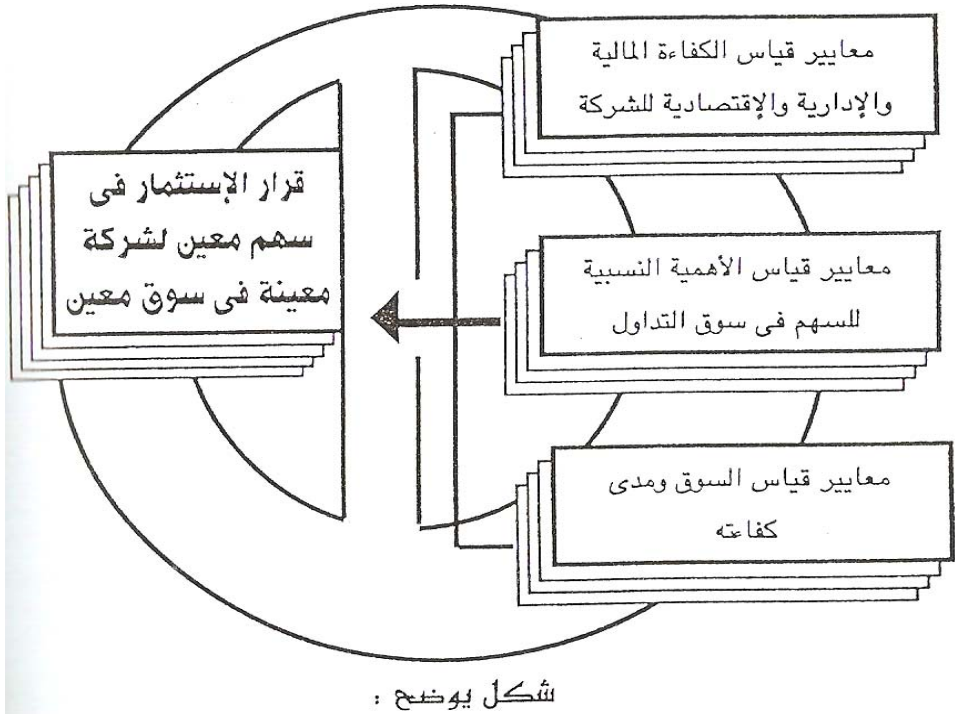 معايير قياس الكفاءة المالية
والإدارية والإقتصادية للشركة
قرار الإستثمار فى
سهم معين لشركة
معينة فى سوق معين
معايير قياس الأهمية النسبية
للسهم فى سوق التداول
معايير قياس السوق ومدى
كفاءته
شكل يوضح :